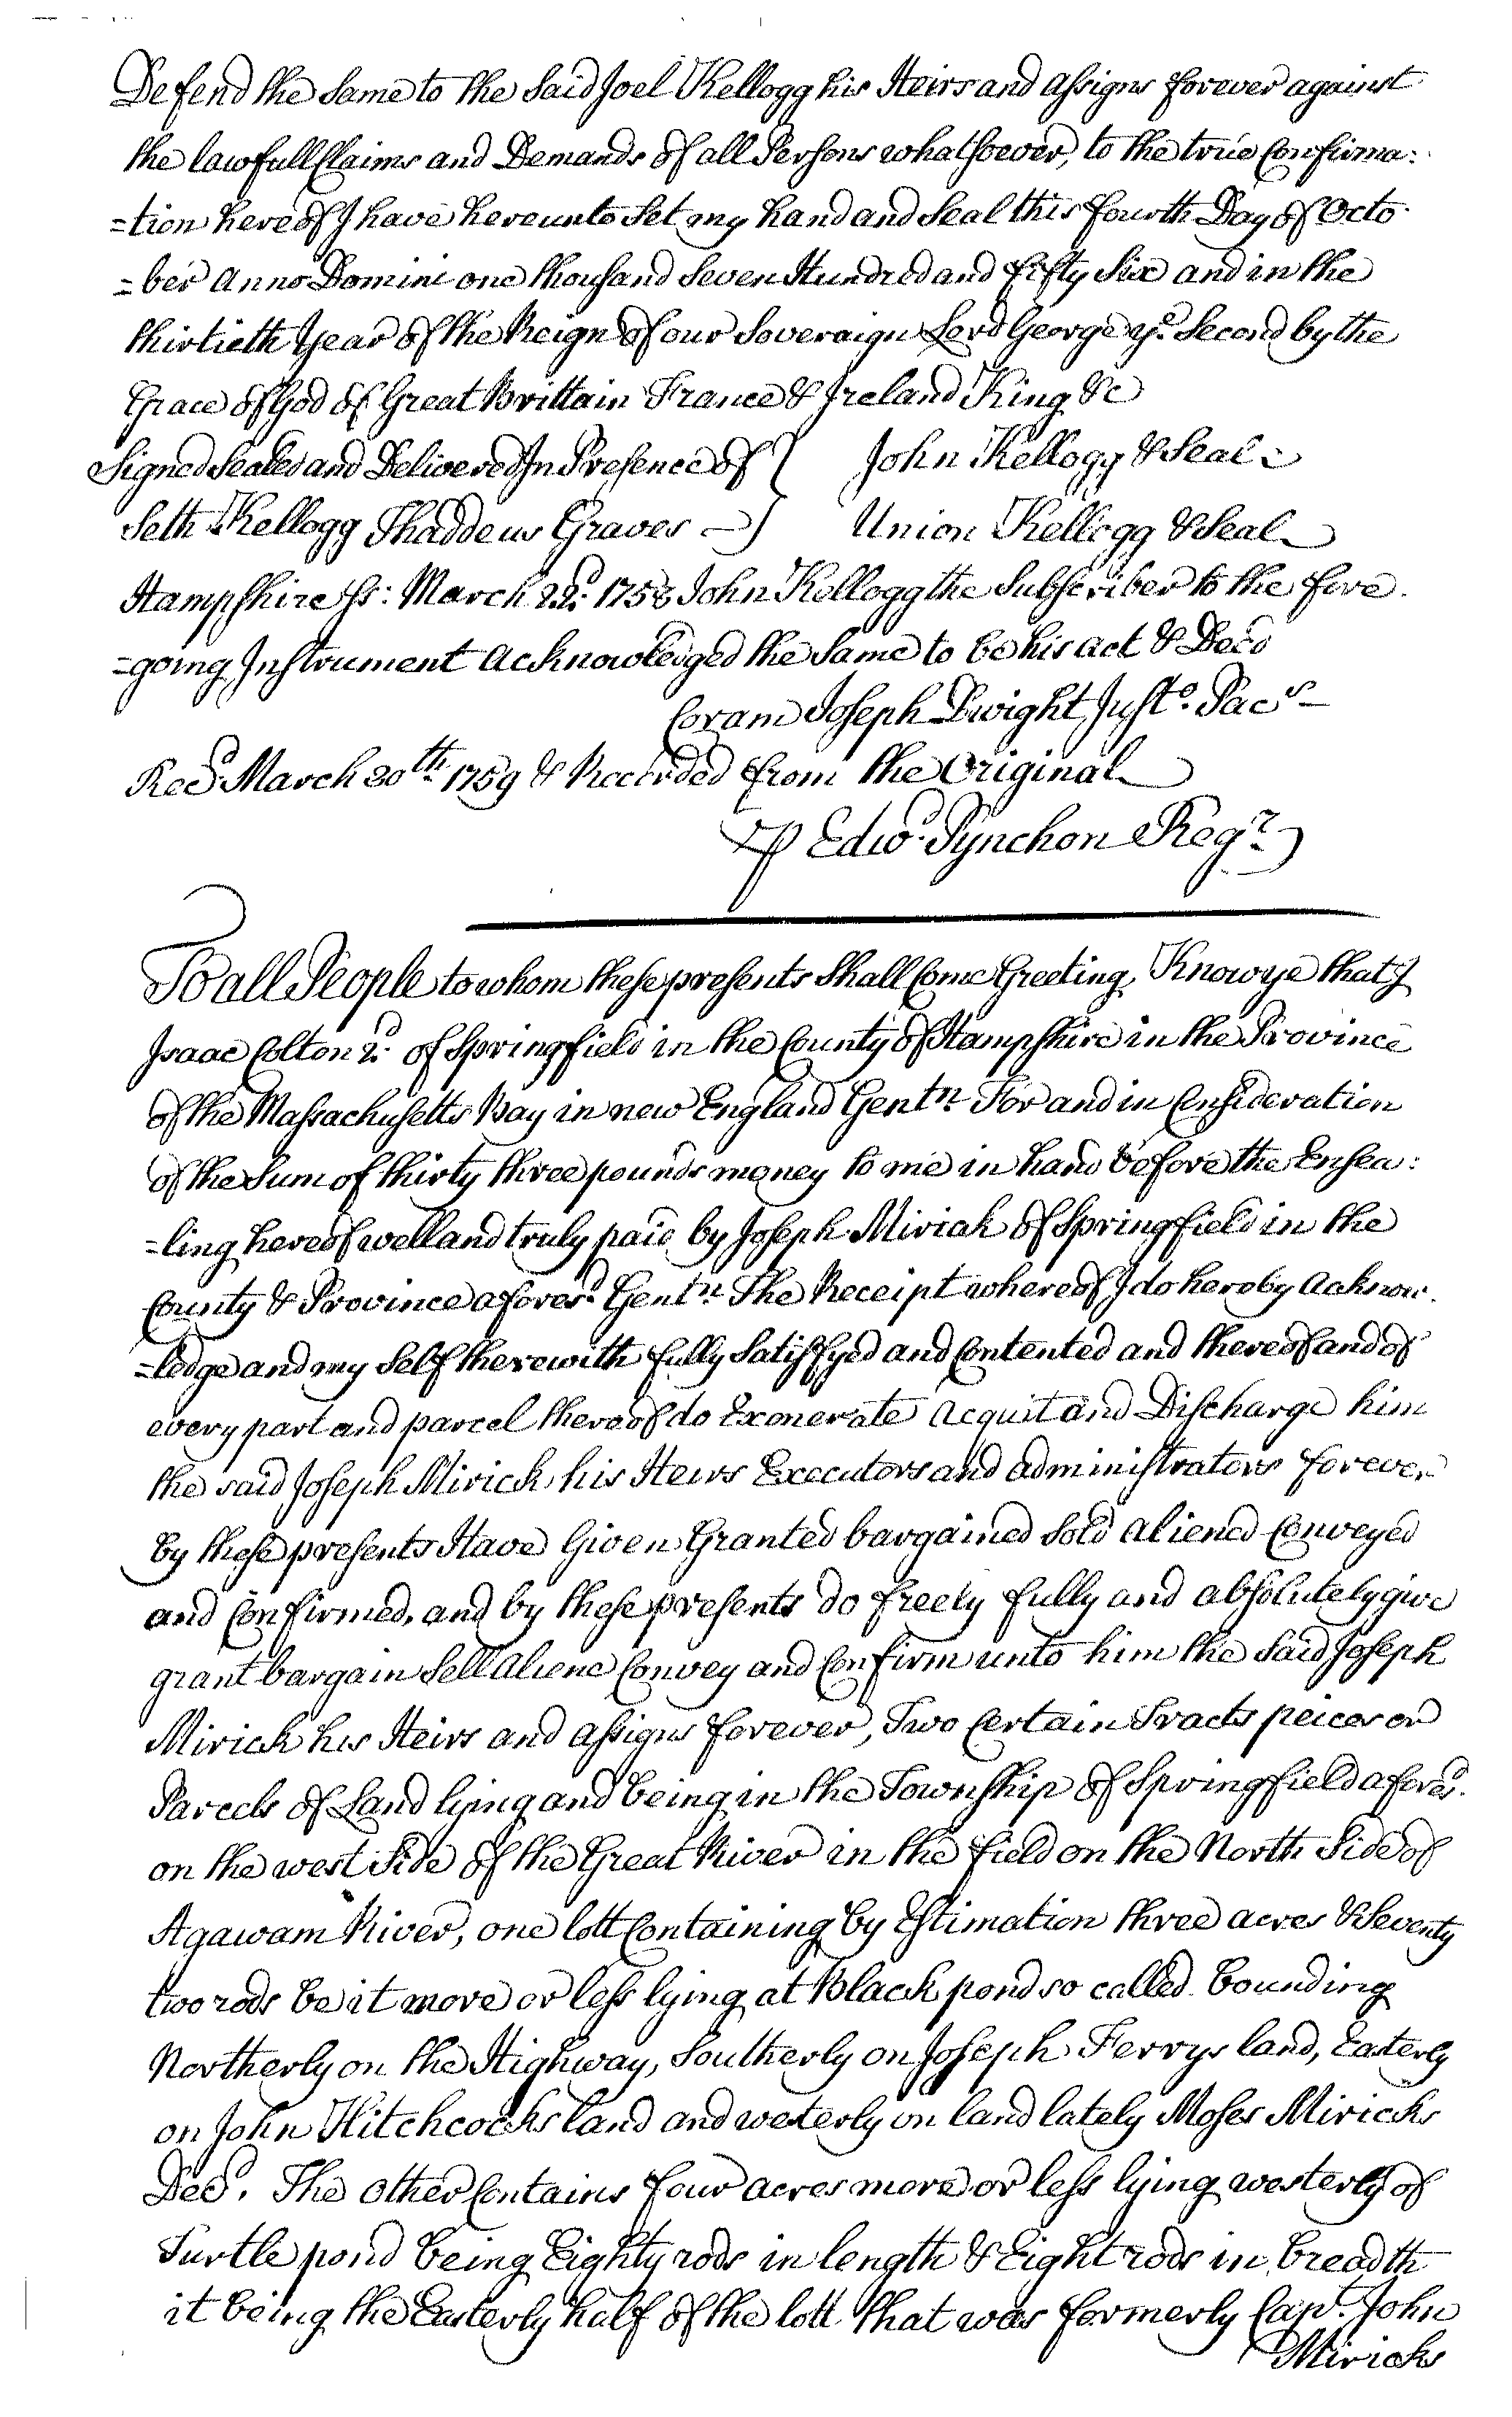 Defend the same to the said Joel Kellogg his Heirs and assigns forever against
the lawfull Claims and Demands of all Persons whatsoever, to the true Confirma:
=tion hereof I have hereunto set my hand and seal this fourth Day of Octo
=ber Anno Domini one thousand seven Hundred and fifty six and in the
thirtieth Year of the Reign of our Soveraign Lord George ye. Second by the
Grace of God of Great Brittain France & Ireland King &c
Signed Sealed and Delivered In Presence of } John Kellogg & Seal
Seth Kellogg Thaddeus Graves — } Union Kellogg & Seal
Hampshire ss: March 22d. 1758 John Kellogg the Subscriber to the fore
=going Instrument acknowledged the same to be his act & Deed
Coram Joseph Dwight Justo. Pacs —
Recd. March 30th. 1759 & Recorded from the Original
⅌ Edwd. Pynchon Regr.
To all People to whom these presents shall Come Greeting, Know ye that I
Isaac Colton 2d. of Springfield in the County of Hampshire in the Province
of the Massachusetts Bay in new England Gentn. For and in Consideration
of the Sum of thirty three pounds money to me in hand before the Ensea:
=ling hereof well and truly paid by Joseph Mirick of Springfield in the
County & Province aforesd. Gentn. The Receipt whereof I do hereby acknow
=ledge and my self therewith fully satisfyed and Contented and thereof and of
every part and parcel thereof do Exonerate acquit and Discharge him
the said Joseph Mirick his Heirs Executors and administrators forever
by these presents Have Given Granted bargained sold aliened Conveyed
and Confirmed, and by these presents do freely fully and absolutely give
grant bargain sell aliene Convey and Confirm unto him the said Joseph
Mirick his Heirs and assigns forever, Two Certain Tracts peices or
Parcels of Land lying and being in the Township of Springfield aforesd.
on the west side of the Great River in the field on the North side of
Agawam River, one lott Containing by Estimation three acres & seventy
two rods be it more or less lying at Black pond so called bounding
Northerly on the Highway, Southerly on Joseph Ferrys land, Easterly
on John Hitchcocks land and westerly on land lately Moses Miricks
Decd. The other Contains four acres more or less lying westerly of
Turtle pond being Eighty rods in length & Eight rods in breadth
it being the Easterly half of the lott that was formerly Capt. John
Miricks